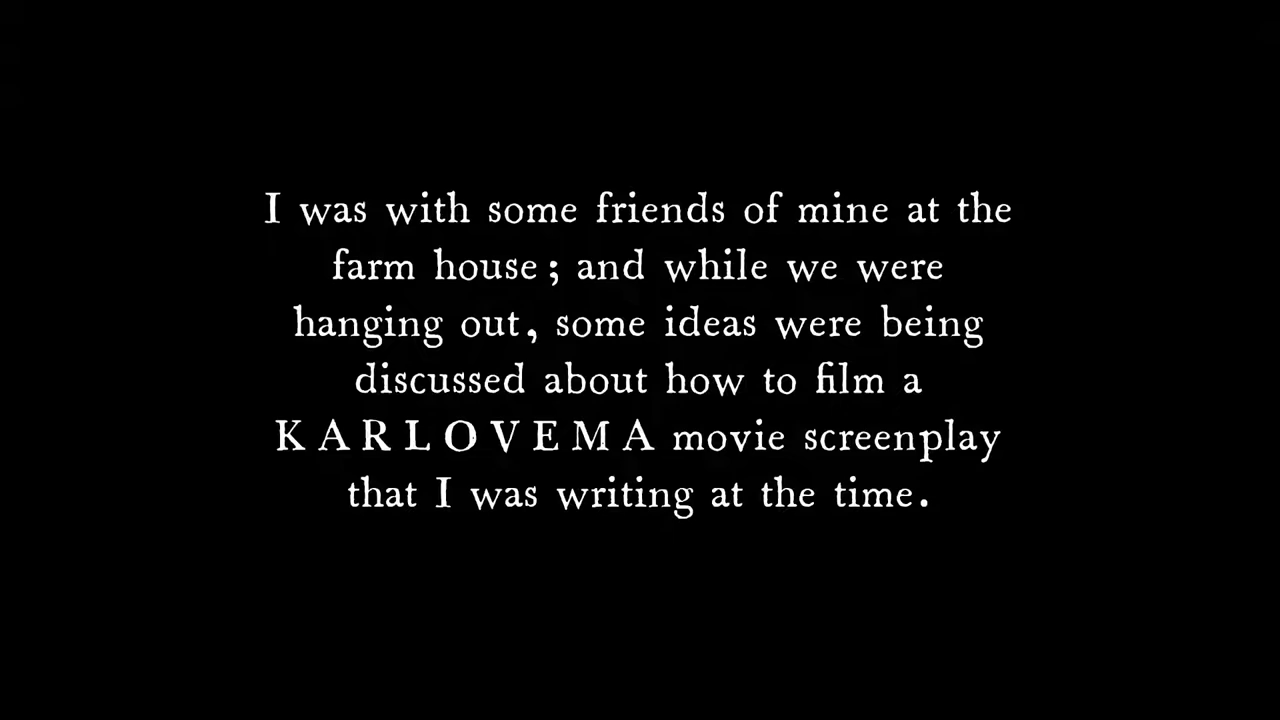 I was with some friends of mine at the
farm house; and while we were
hanging out, some ideas were being
discussed about how to film a
K A R L O V E M A movie screenplay
that I was writing at the time.